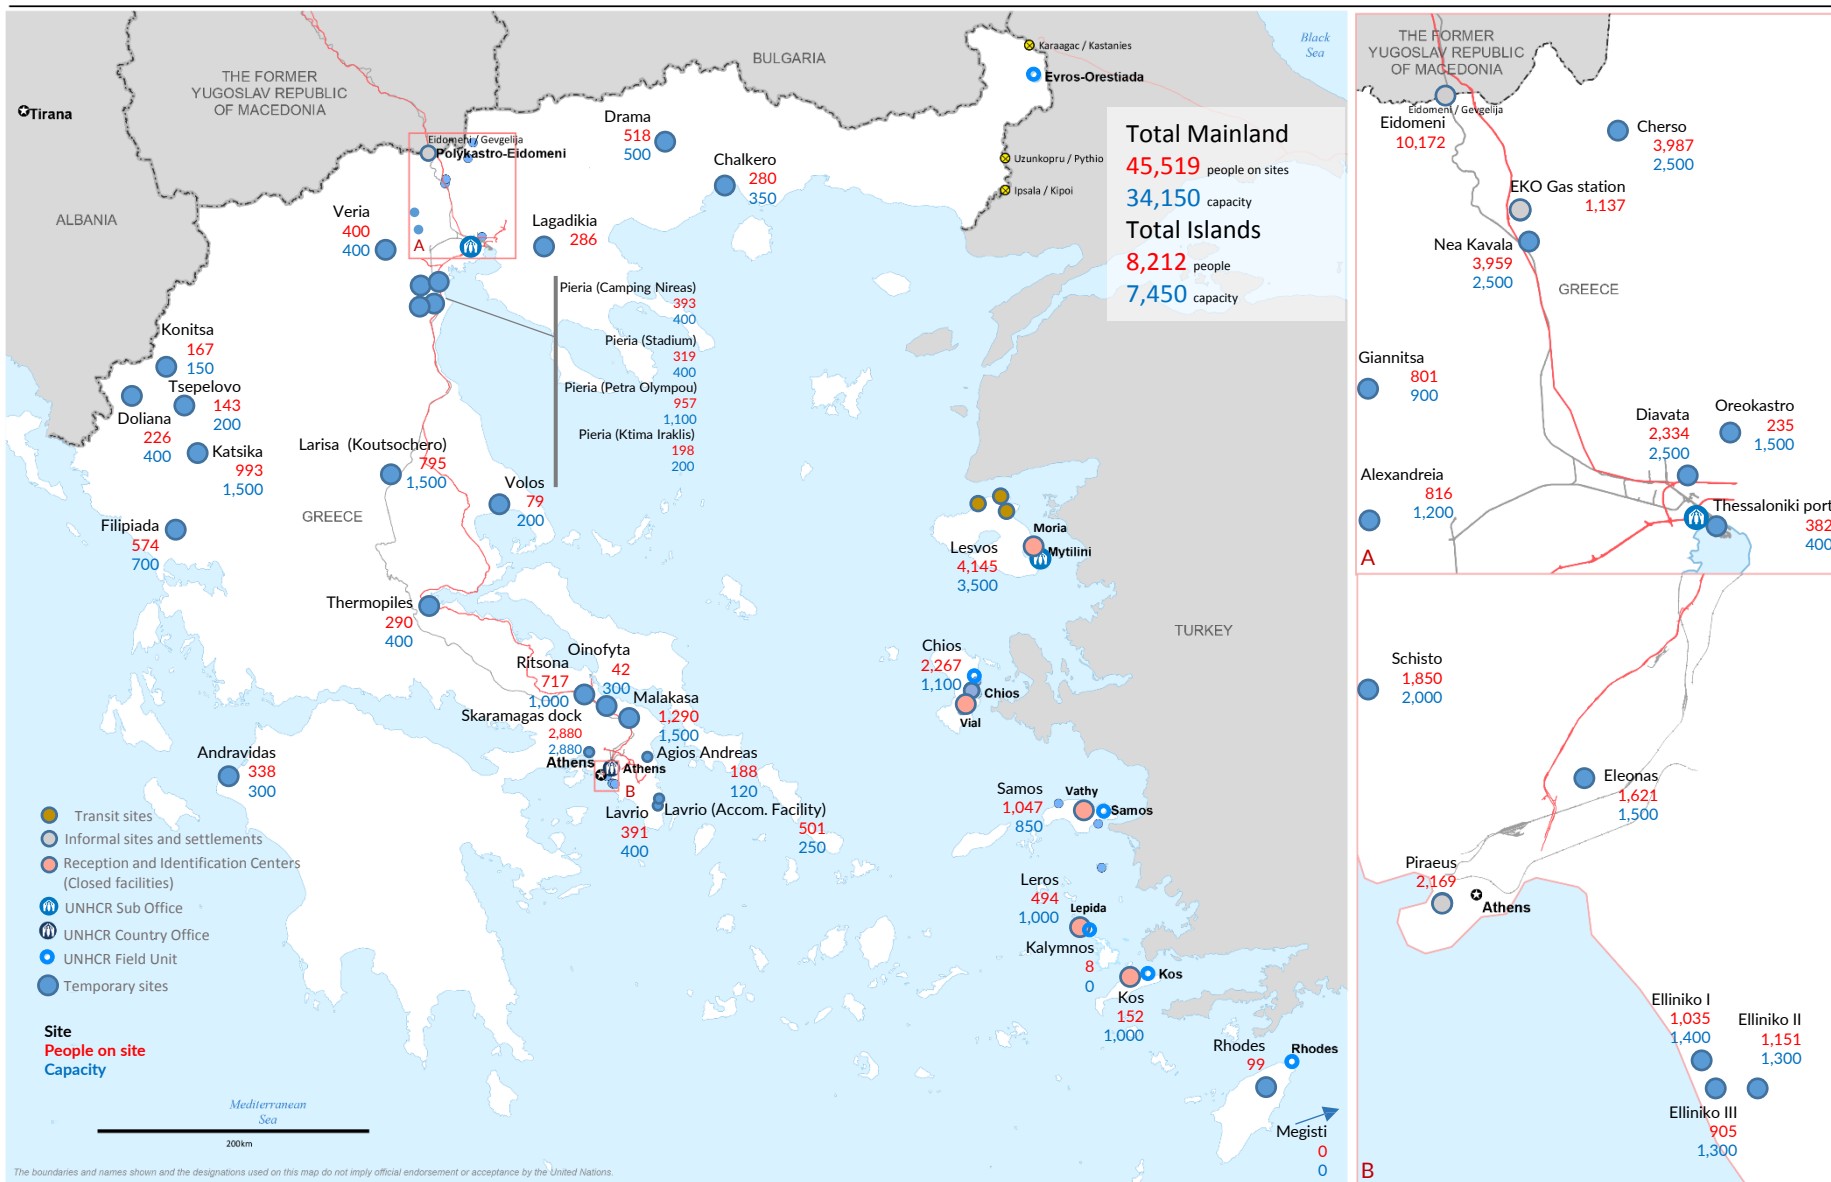 THE FORMER
YUGOSLAV REPUBLIC
OF MACEDONIA
BULGARIA
Black
Sea
Karaagac / Kastanies
Evros-Orestiada
Tirana
ALBANIA
Eidomeni / Gevgelija
Polykastro-Eidomeni
Drama
518
500
Chalkero
280
350
Uzunkopru / Pythio
Ipsala / Kipoi
Total Mainland
45,519 people on sites
34,150 capacity
Total Islands
8,212 people
7,450 capacity
Veria
400
400
A
Lagadikia
286
Pieria (Camping Nireas)
393
400
Pieria (Stadium)
319
400
Pieria (Petra Olympou)
957
1,100
Pieria (Ktima Iraklis)
198
200
Konitsa
167
150
Tsepelovo
143
200
Doliana
226
400
Katsika
993
1,500
Larisa (Koutsochero)
795
1,500
Volos
79
200
GREECE
Filipiada
574
700
Thermopiles
290
400
Oinofyta
42
300
Ritsona
717
1,000
Malakasa
1,290
1,500
Skaramagas dock
2,880
2,880
Athens
Athens
B
Agios Andreas
188
120
Lavrio
391
400
Lavrio (Accom. Facility)
501
250
Andravidas
338
300
Moria
Mytilini
Lesvos
4,145
3,500
TURKEY
Chios
2,267
1,100
Chios
Vial
Samos
1,047
850
Vathy
Samos
Leros
494
1,000
Lepida
Kalymnos
8
0
Kos
Kos
152
1,000
Rhodes
99
Rhodes
Megisti
0
0
Transit sites
Informal sites and settlements
Reception and Identification Centers
(Closed facilities)
UNHCR Sub Office
UNHCR Country Office
UNHCR Field Unit
Temporary sites
Site
People on site
Capacity
Mediterranean
Sea
200km
The boundaries and names shown and the designations used on this map do not imply official endorsement or acceptance by the United Nations.
THE FORMER
YUGOSLAV REPUBLIC
OF MACEDONIA
Eidomeni / Gevgelija
Eidomeni
10,172
Cherso
3,987
2,500
EKO Gas station
1,137
Nea Kavala
3,959
2,500
GREECE
Giannitsa
801
900
Oreokastro
235
1,500
Diavata
2,334
2,500
Alexandreia
816
1,200
Thessaloniki port
382
400
A
Schisto
1,850
2,000
Eleonas
1,621
1,500
Piraeus
2,169
Athens
Elliniko I
1,035
1,400
Elliniko II
1,151
1,300
Elliniko III
905
1,300
B